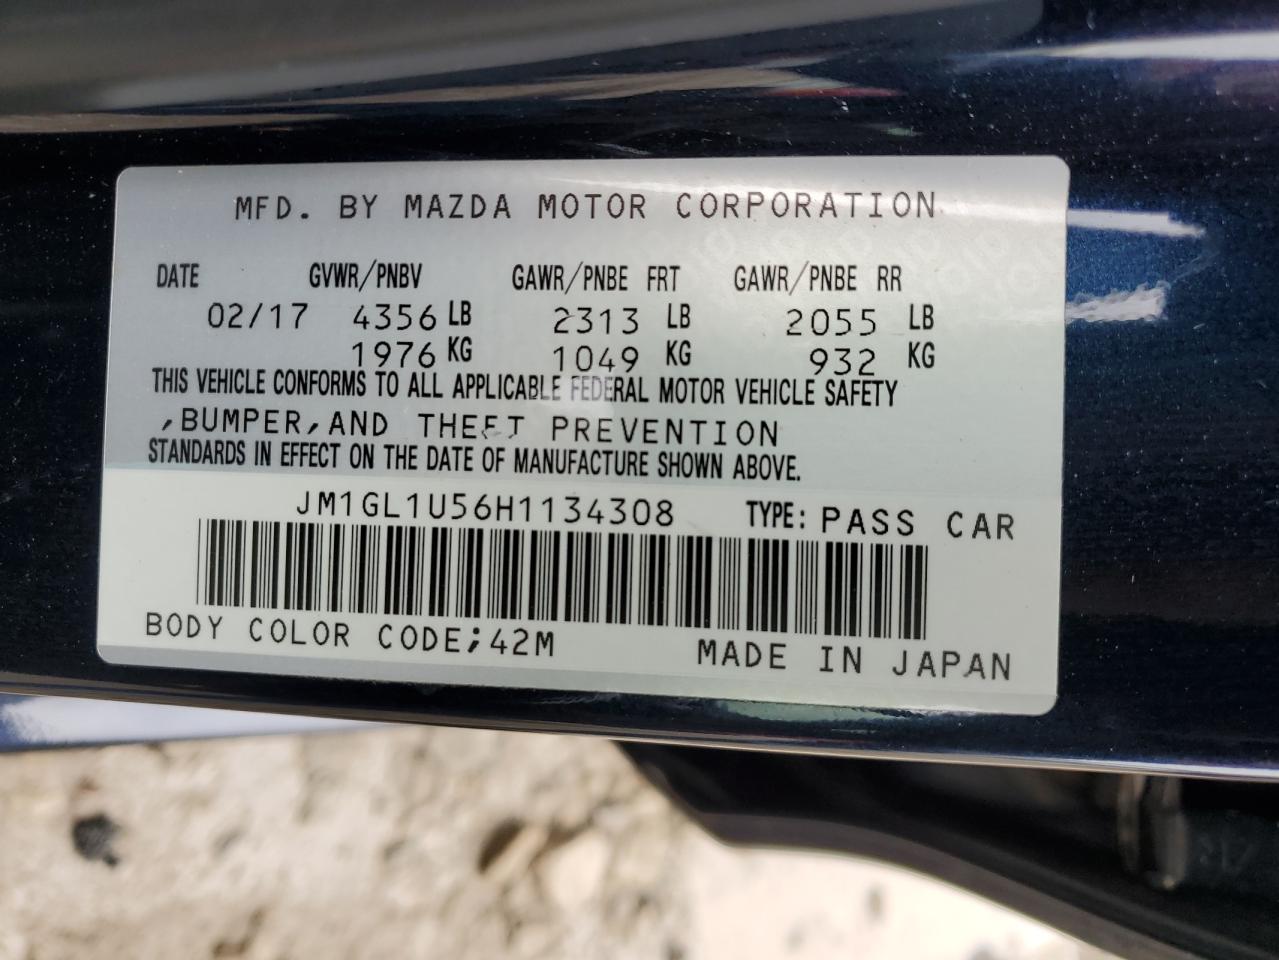 MFD. BY MAZDA MOTOR CORPORATION
DATE GVWR/PNBV GAWR/PNBE FRT GAWR/PNBE RR
02/17 4356 LB 2313 LB 2055 LB
1976 KG 1049 KG 932 KG
THIS VEHICLE CONFORMS TO ALL APPLICABLE FEDERAL MOTOR VEHICLE SAFETY
,BUMPER,AND THEFT PREVENTION
STANDARDS IN EFFECT ON THE DATE OF MANUFACTURE SHOWN ABOVE.
JM1GL1U56H1134308 TYPE: PASS CAR
BODY COLOR CODE;42M MADE IN JAPAN